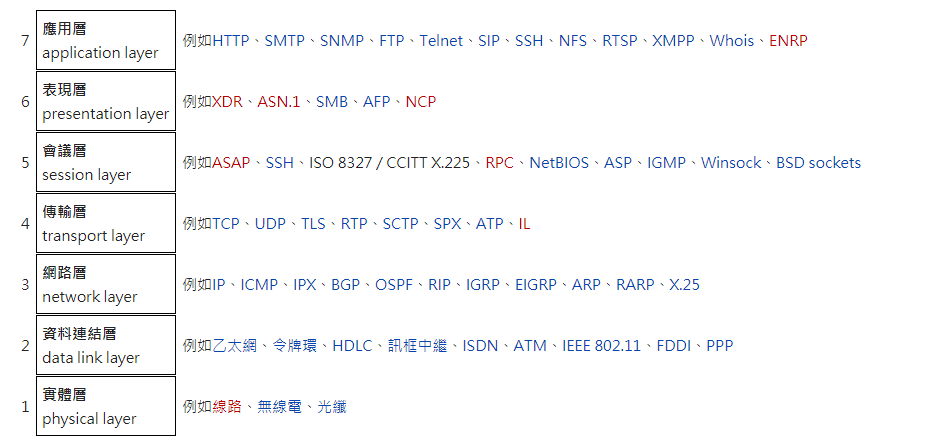 7 應用層 例如HTTP、SMTP、SNMP、FTP、Telnet、SIP、SSH、NFS、RTSP、XMPP、Whois、ENRP
application layer
6 表現層 例如XDR、ASN.1、SMB、AFP、NCP
presentation layer
5 會議層 例如ASAP、SSH、ISO 8327 / CCITT X.225、RPC、NetBIOS、ASP、IGMP、Winsock、BSD sockets
session layer
4 傳輸層 例如TCP、UDP、TLS、RTP、SCTP、SPX、ATP、IL
transport layer
3 網路層 例如IP、ICMP、IPX、BGP、OSPF、RIP、IGRP、EIGRP、ARP、RARP、X.25
network layer
2 資料連結層 例如乙太網、令牌環、HDLC、訊框中繼、ISDN、ATM、IEEE 802.11、FDDI、PPP
data link layer
1 實體層 例如線路、無線電、光纖
physical layer